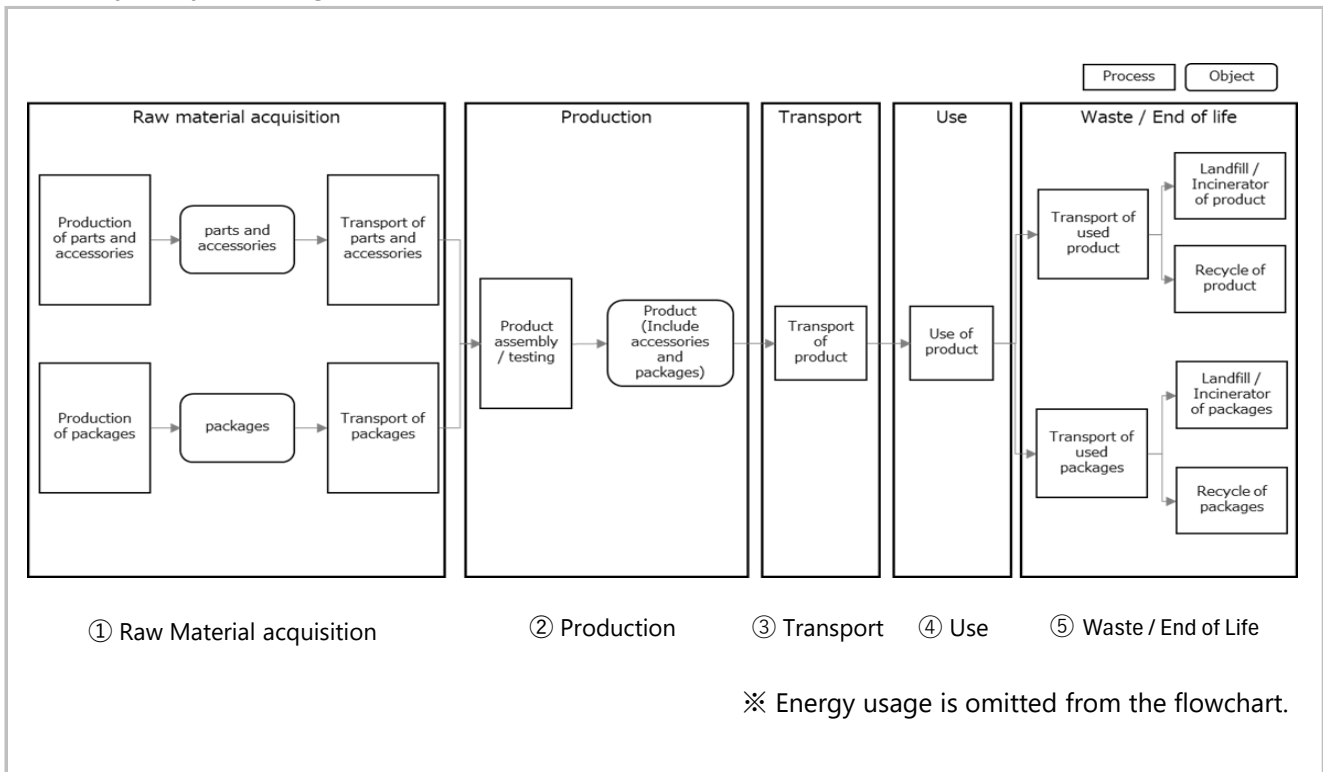 Process
Object
Raw material acquisition
Production
Transport
Use
Waste / End of life
Production
of parts and
accessories
parts and
accessories
Transport of
parts and
accessories
Production
of packages
packages
Transport of
packages
Product
assembly
/ testing
Product
(Include
accessories
and
packages)
Transport
of
product
Use of
product
Transport of
used
product
Landfill /
Incinerator
of product
Recycle of
product
Transport of
used
packages
Landfill /
Incinerator
of packages
Recycle of
packages
① Raw Material acquisition
② Production
③ Transport
④ Use
⑤ Waste / End of Life
※ Energy usage is omitted from the flowchart.